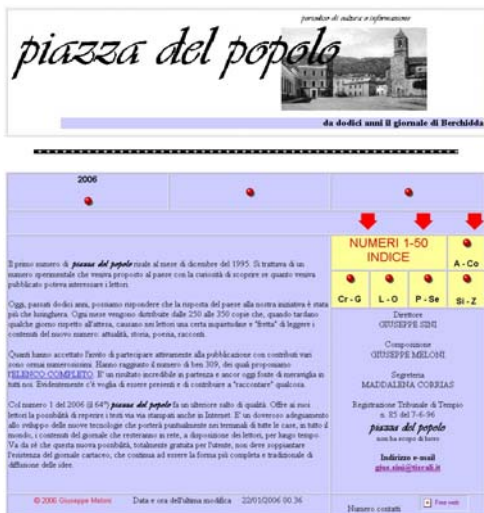 periodico di cultura e informazione
piazza del popolo
da dodici anni il giornale di Berchidda
2006
NUMERI 1-50
INDICE
A - Co
Cr - G
L - O
P - Se
Si - Z
Il primo numero di piazza del popolo risale al mese di dicembre del 1995. Si trattava di un
numero sperimentale che veniva proposto al paese con la curiosità di scoprire se quanto veniva
pubblicato poteva interessare i lettori.
Oggi, passati dodici anni, possiamo rispondere che la risposta del paese alla nostra iniziativa è stata
più che lusinghiera. Ogni mese vengono distribuite dalle 250 alle 350 copie che, quando tardano
qualche giorno rispetto all'attesa, causano nei lettori una certa inquietudine e "fretta" di leggere i
contenuti del nuovo numero: attualità, storia, poesia, racconti.
Quanti hanno accettato l'invito di partecipare attivamente alla pubblicazione con contributi vari
sono ormai numerosissimi. Hanno raggiunto il numero di ben 309, dei quali proponiamo
l'ELENCO COMPLETO. E' un risultato incredibile in partenza e ancor oggi fonte di meraviglia in
tutti noi. Evidentemente c'è voglia di essere presenti e di contribuire a "raccontare" qualcosa.
Col numero 1 del 2006 (il 64°) piazza del popolo fa un ulteriore salto di qualità. Offre ai suoi
lettori la possibilità di reperire i testi via via stampati anche in Internet. E' un doveroso adeguamento
allo sviluppo delle nuove tecnologie che porterà puntualmente nei terminali di tutte le case, in tutto il
mondo, i contenuti del giornale che resteranno in rete, a disposizione dei lettori, per lungo tempo.
Va da sé che questa nuova possibilità, totalmente gratuita per l'utente, non deve soppiantare
l'esistenza del giornale cartaceo, che continua ad essere la forma più completa e tradizionale di
diffusione delle idee.
Direttore
GIUSEPPE SINI
Composizione
GIUSEPPE MELONI
Segreteria
MADDALENA CORRIAS
Registrazione Tribunale di Tempio
n. 85 del 7-6-96
piazza del popolo
non ha scopo di lucro
Indirizzo e-mail
gius.sini@tiscali.it
© 2006 Giuseppe Meloni
Data e ora dell'ultima modifica 22/01/2006 00.36
Numero contatti